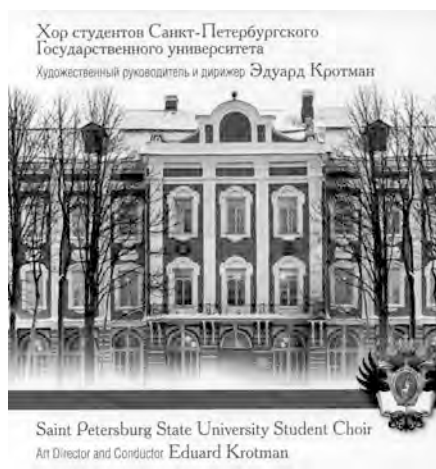 Хор студентов Санкт-Петербургского
Государственного университета
Художественный руководитель и дирижер Эдуард Кротман
Saint Petersburg State University Student Choir
Art Director and Conductor Eduard Krotman